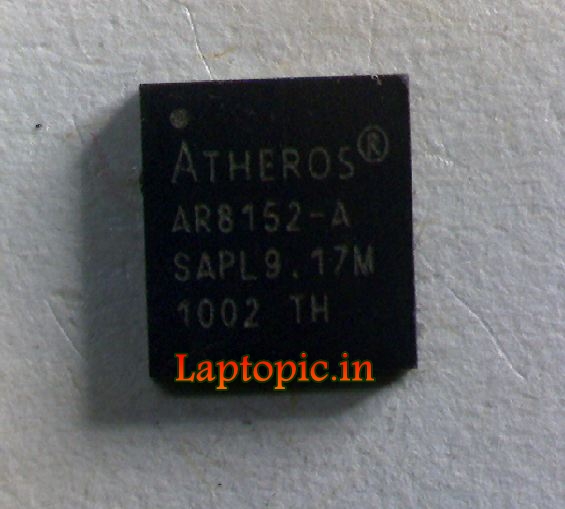 ATHEROS®
AR8152-A
SAPL9.17M
1002 TH
Laptopic.in